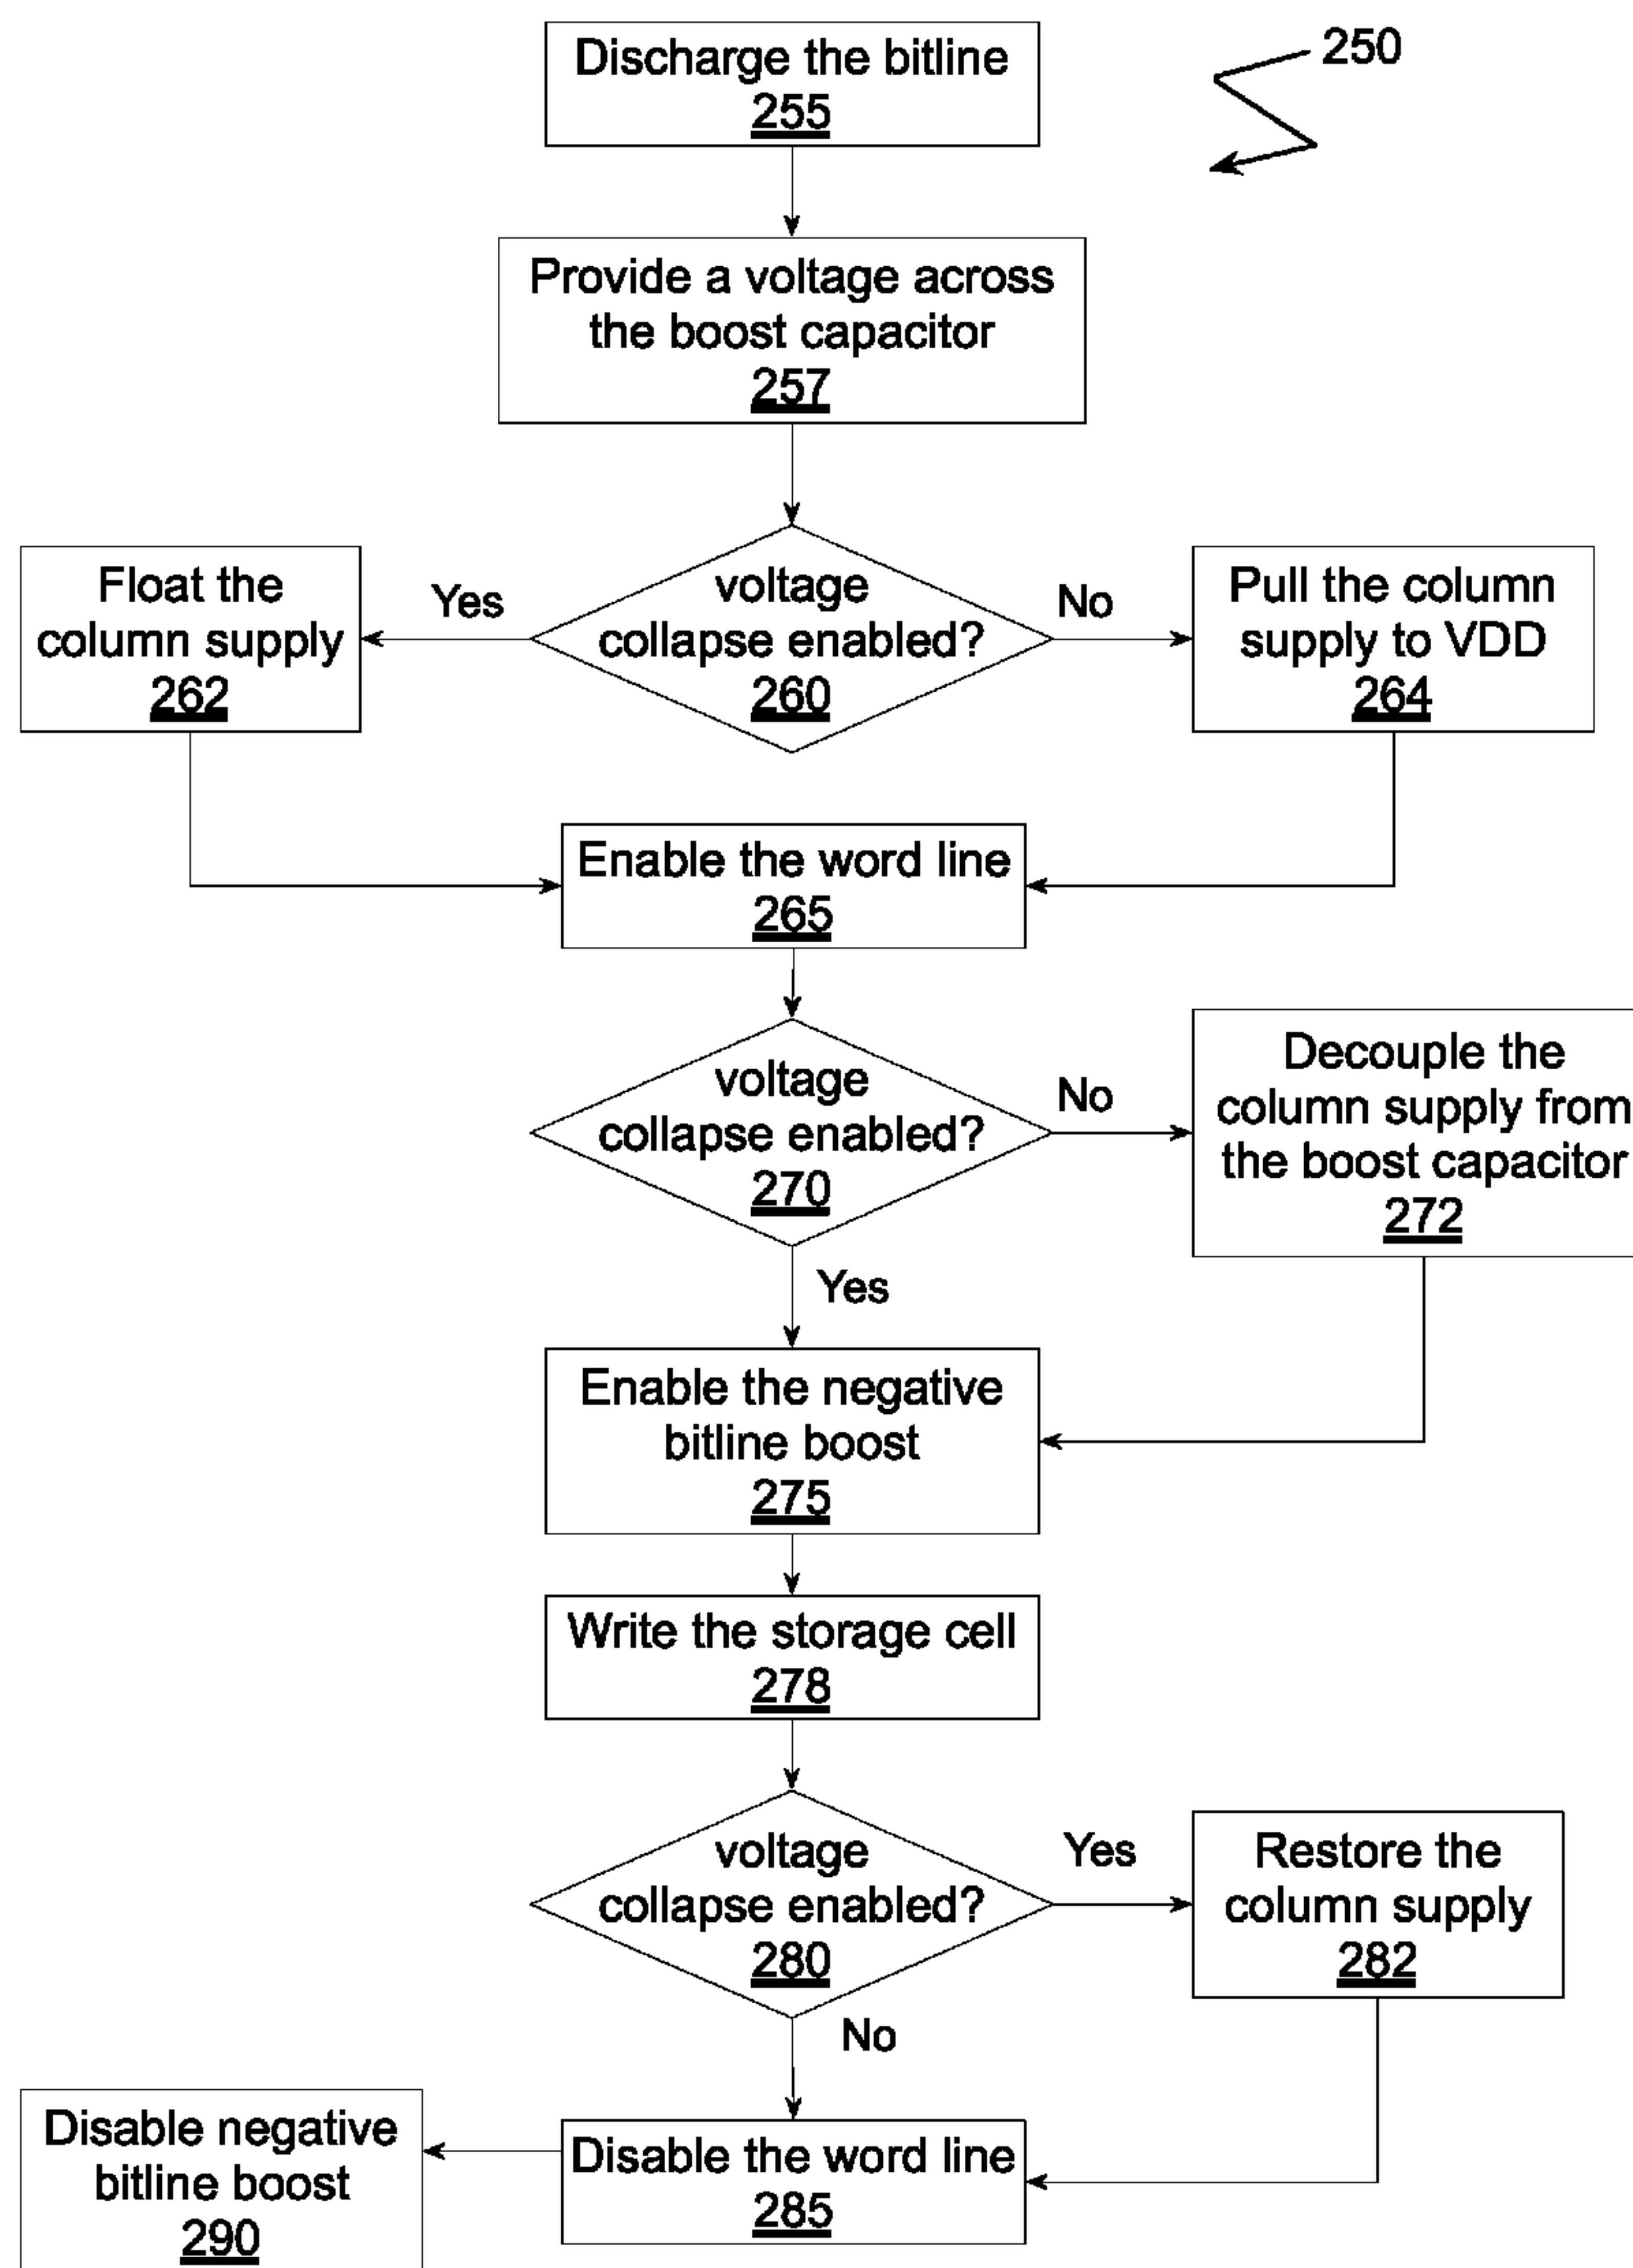 Discharge the bitline
255
250
Provide a voltage across
the boost capacitor
257
voltage
collapse enabled?
260
Yes
Float the
column supply
262
No
Pull the column
supply to VDD
264
Enable the word line
265
voltage
collapse enabled?
270
No
Decouple the
column supply from
the boost capacitor
272
Yes
Enable the negative
bitline boost
275
Write the storage cell
278
voltage
collapse enabled?
280
Yes
Restore the
column supply
282
No
Disable the word line
285
Disable negative
bitline boost
290